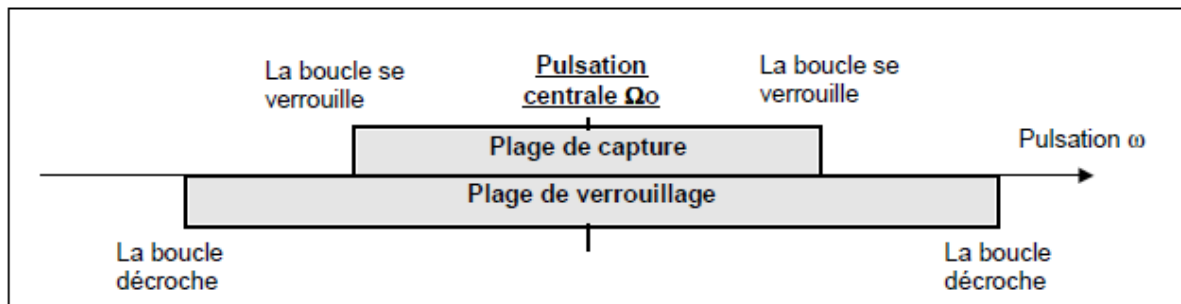 La boucle se
verrouille
Pulsation
centrale Ωo
La boucle se
verrouille
Plage de capture
Pulsation ω
Plage de verrouillage
La boucle
décroche
La boucle
décroche